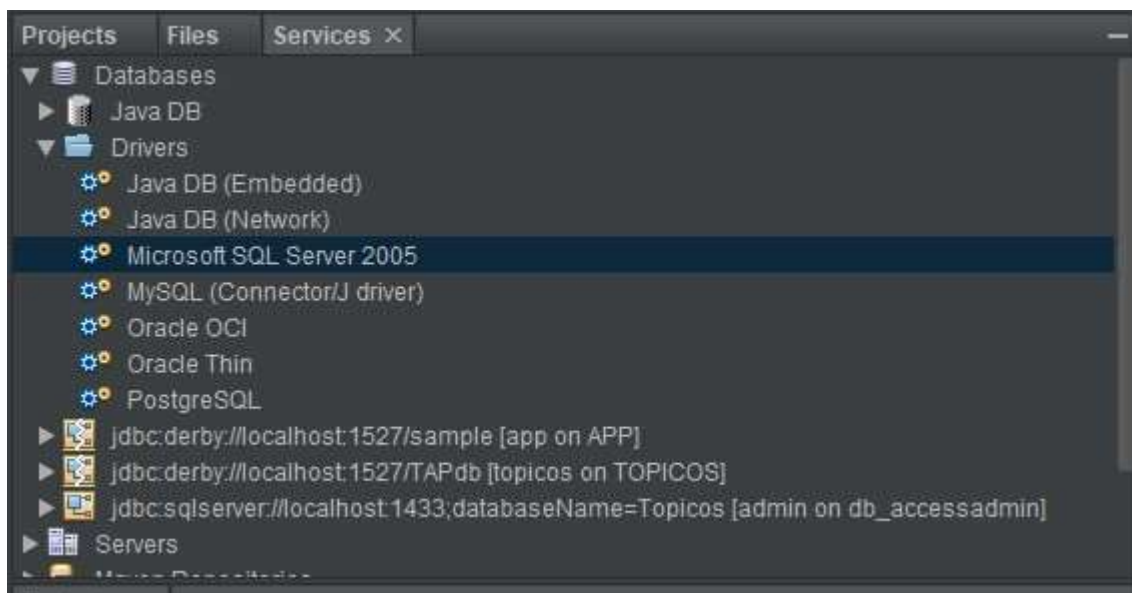 Projects Files Services ×
Databases
Java DB
Drivers
Java DB (Embedded)
Java DB (Network)
Microsoft SQL Server 2005
MySQL (Connector/J driver)
Oracle OCI
Oracle Thin
PostgreSQL
jdbc:derby://localhost:1527/sample [app on APP]
jdbc:derby://localhost:1527/TAPdb [topicos on TOPICOS]
jdbc:sqlserver://localhost:1433;databaseName=Topicos [admin on db_accessadmin]
Servers